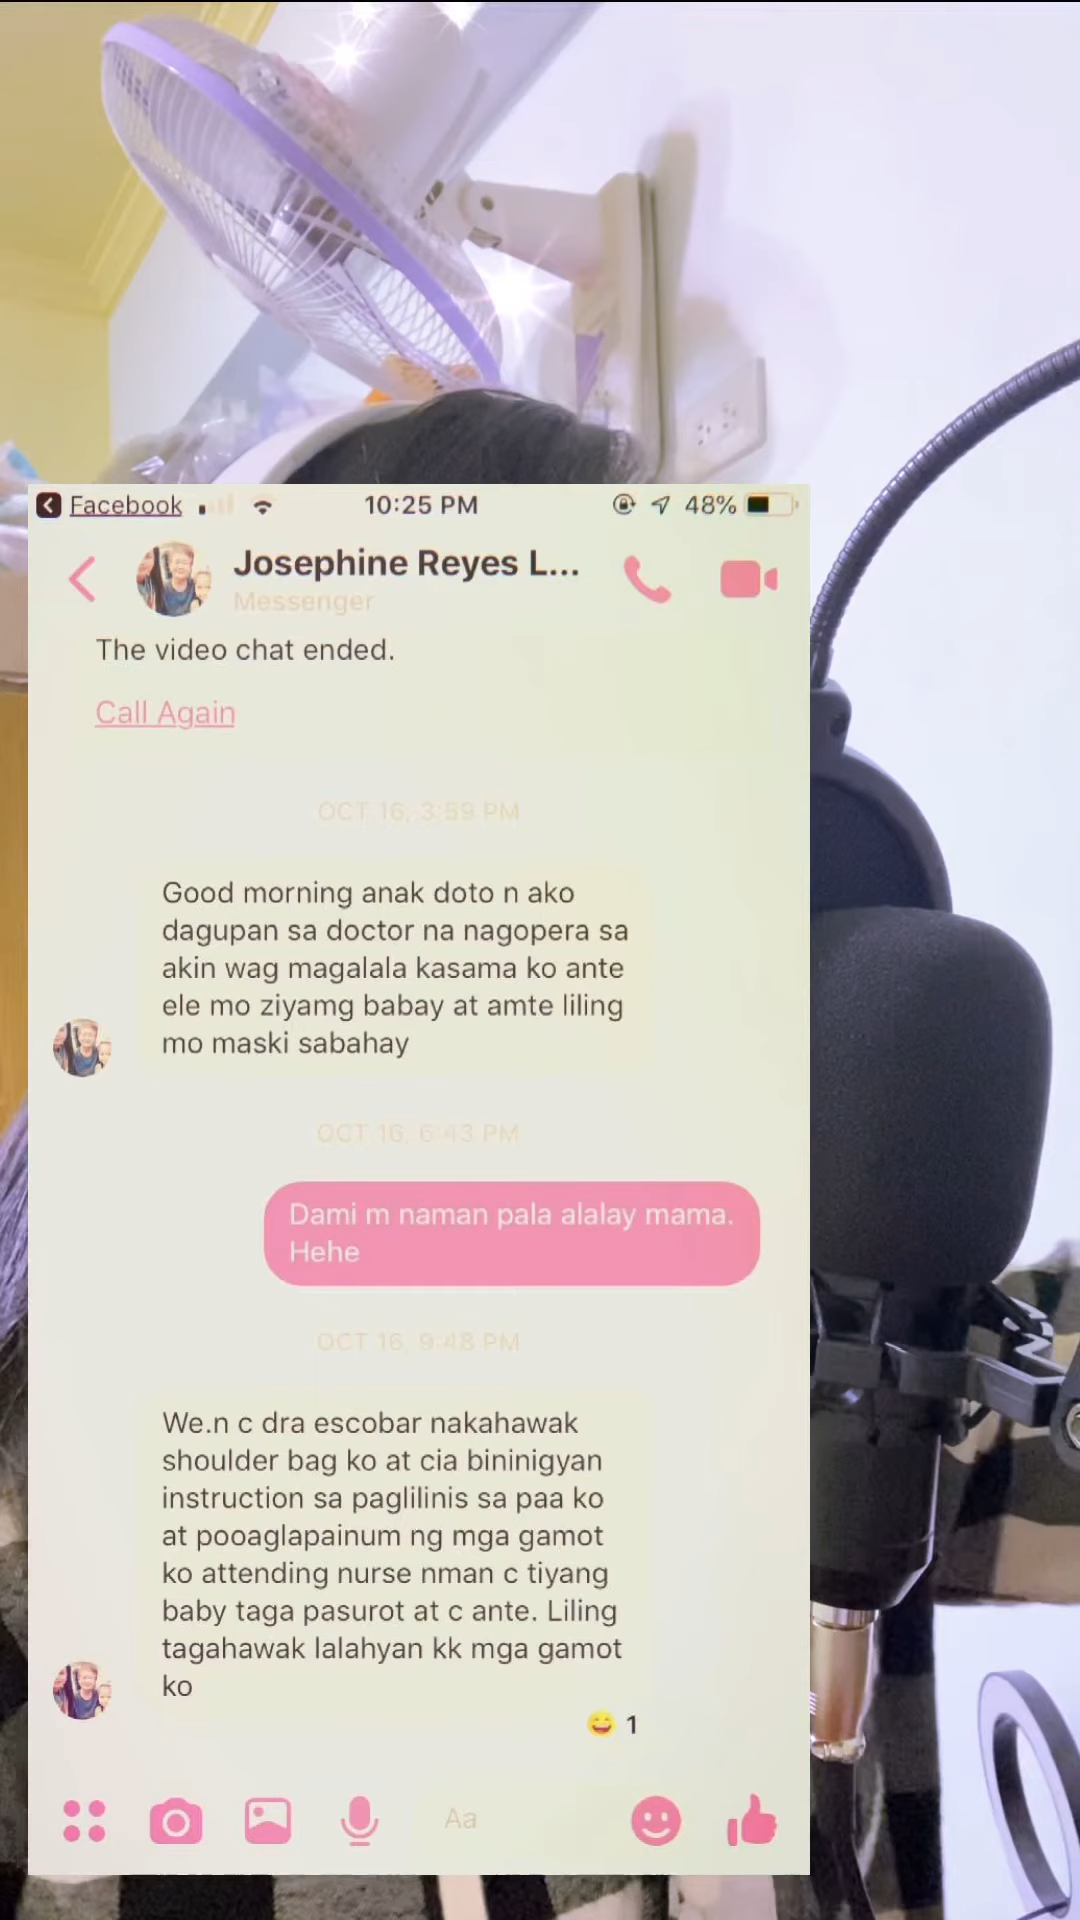 Facebook
10:25 PM
48%
Josephine Reyes L...
Messenger
The video chat ended.
Call Again
OCT 16, 3:59 PM
Good morning anak doto n ako
dagupan sa doctor na nagopera sa
akin wag magalala kasama ko ante
ele mo ziyamg babay at amte liling
mo maski sabahay
OCT 16, 6:43 PM
Dami m naman pala alalay mama.
Hehe
OCT 16, 9:48 PM
We.n c dra escobar nakahawak
shoulder bag ko at cia bininigyan
instruction sa paglilinis sa paa ko
at pooaglapainum ng mga gamot
ko attending nurse nman c tiyang
baby taga pasurot at c ante. Liling
tagahawak lalahyan kk mga gamot
ko
1
Aa